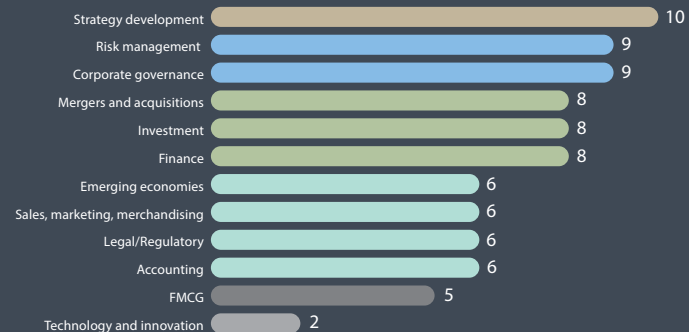 Strategy development 10
Risk management 9
Corporate governance 9
Mergers and acquisitions 8
Investment 8
Finance 8
Emerging economies 6
Sales, marketing, merchandising 6
Legal/Regulatory 6
Accounting 6
FMCG 5
Technology and innovation 2